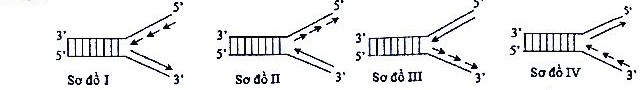 5' 5' 5' 5'
3' 3' 3' 3'
5' 5' 5' 5'
3' 3' 3' 3'
Sơ đồ I Sơ đồ II Sơ đồ III Sơ đồ IV